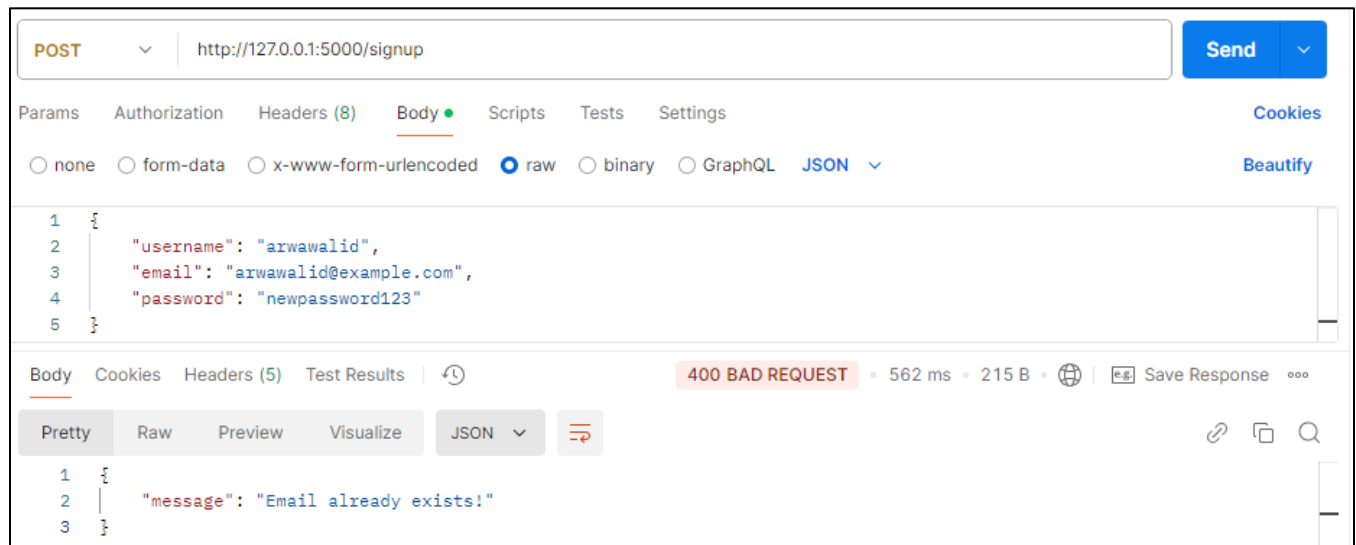 POST http://127.0.0.1:5000/signup Send
Params Authorization Headers (8) Body Scripts Tests Settings Cookies
none form-data x-www-form-urlencoded raw binary GraphQL JSON Beautify
1 {
2 "username": "arwawalid",
3 "email": "arwawalid@example.com",
4 "password": "newpassword123"
5 }
Body Cookies Headers (5) Test Results 400 BAD REQUEST • 562 ms • 215 B • e.g. Save Response
Pretty Raw Preview Visualize JSON
1 {
2 "message": "Email already exists!"
3 }